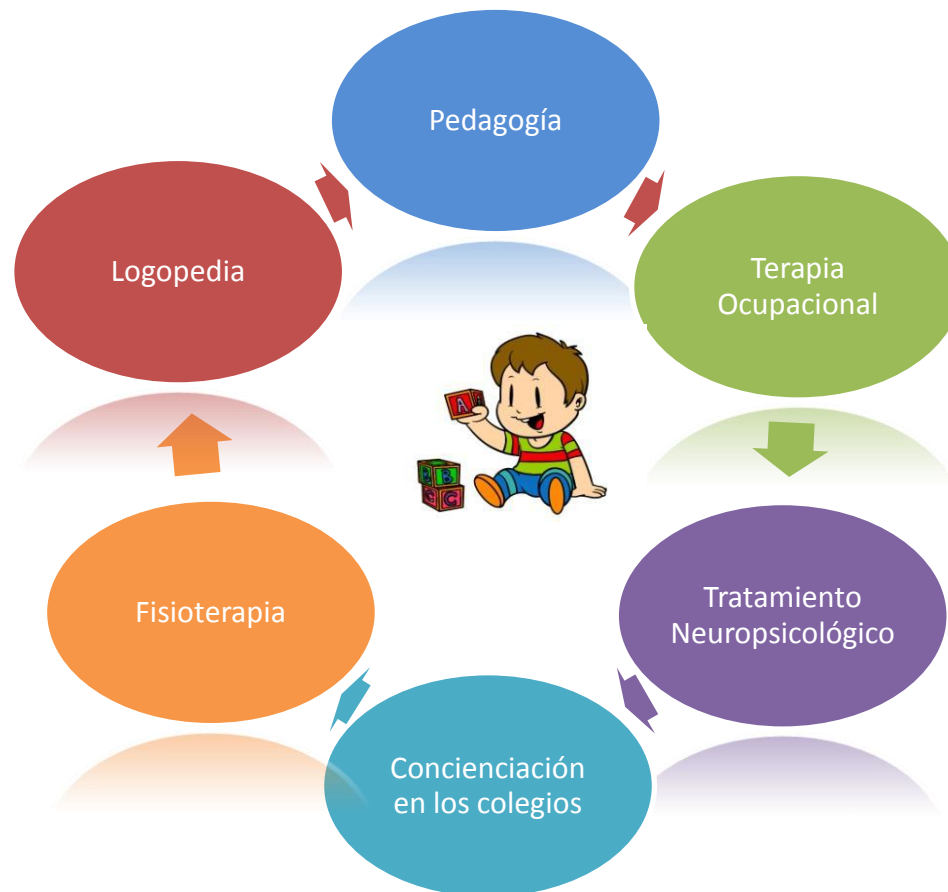 Pedagogía
Logopedia
Terapia
Ocupacional
A
B
C
Fisioterapia
Tratamiento
Neuropsicológico
Concienciación
en los colegios